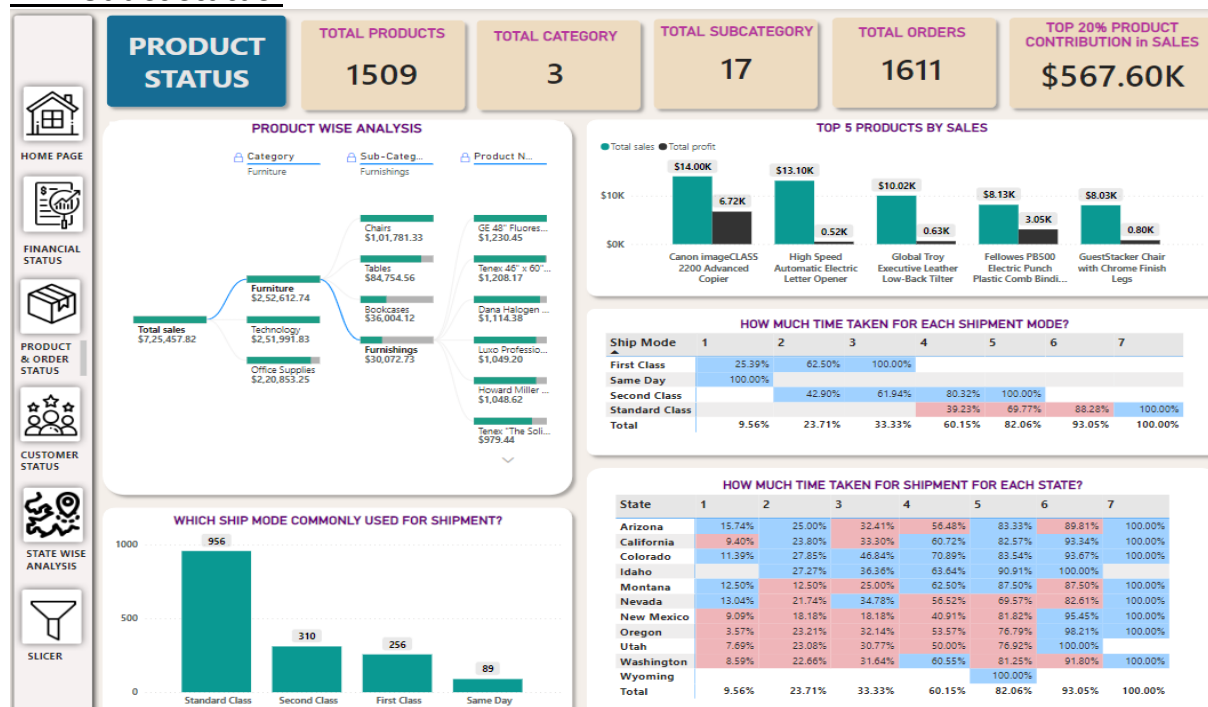 PRODUCT STATUS
TOTAL PRODUCTS
1509
TOTAL CATEGORY
3
TOTAL SUBCATEGORY
17
TOTAL ORDERS
1611
TOP 20% PRODUCT
CONTRIBUTION in SALES
$567.60K
HOME PAGE
FINANCIAL
STATUS
PRODUCT
& ORDER
STATUS
CUSTOMER
STATUS
STATE WISE
ANALYSIS
SLICER
PRODUCT WISE ANALYSIS
Category Sub-Categ... Product N...
Furniture Furnishings
Total sales
$7,25,457.82
Furniture
$2,52,612.74
Technology
$2,51,991.83
Office Supplies
$2,20,853.25
Chairs
$1,01,781.33
Tables
$84,754.56
Bookcases
$36,004.12
Furnishings
$30,072.73
GE 48" Fluores...
$1,230.45
Tenex 46" x 60"...
$1,208.17
Dana Halogen ...
$1,114.38
Luxo Professio...
$1,049.20
Howard Miller ...
$1,048.62
Tenex "The Soli...
$979.44
WHICH SHIP MODE COMMONLY USED FOR SHIPMENT?
1000
500
0
956
310
256
89
Standard Class Second Class First Class Same Day
TOP 5 PRODUCTS BY SALES
Total sales Total profit
$10K
$0K
$14.00K
6.72K
$13.10K
0.52K
$10.02K
0.63K
$8.13K
3.05K
$8.03K
0.80K
Canon imageCLASS
2200 Advanced
Copier
High Speed
Automatic Electric
Letter Opener
Global Troy
Executive Leather
Low-Back Tilter
Fellowes PB500
Electric Punch
Plastic Comb Bindi...
GuestStacker Chair
with Chrome Finish
Legs
HOW MUCH TIME TAKEN FOR EACH SHIPMENT MODE?
Ship Mode 1 2 3 4 5 6 7
First Class 25.39% 62.50% 100.00%
Same Day 100.00%
Second Class 42.90% 61.94% 80.32% 100.00%
Standard Class 39.23% 69.77% 88.28% 100.00%
Total 9.56% 23.71% 33.33% 60.15% 82.06% 93.05% 100.00%
HOW MUCH TIME TAKEN FOR SHIPMENT FOR EACH STATE?
State 1 2 3 4 5 6 7
Arizona 15.74% 25.00% 32.41% 56.48% 83.33% 89.81% 100.00%
California 9.40% 23.80% 33.30% 60.72% 82.57% 93.34% 100.00%
Colorado 11.39% 27.85% 46.84% 70.89% 83.54% 93.67% 100.00%
Idaho 27.27% 36.36% 63.64% 90.91% 100.00%
Montana 12.50% 12.50% 25.00% 62.50% 87.50% 87.50% 100.00%
Nevada 13.04% 21.74% 34.78% 56.52% 69.57% 82.61% 100.00%
New Mexico 9.09% 18.18% 18.18% 40.91% 81.82% 95.45% 100.00%
Oregon 3.57% 23.21% 32.14% 53.57% 76.79% 98.21% 100.00%
Utah 7.69% 23.08% 30.77% 50.00% 76.92% 100.00%
Washington 8.59% 22.66% 31.64% 60.55% 81.25% 91.80% 100.00%
Wyoming 100.00%
Total 9.56% 23.71% 33.33% 60.15% 82.06% 93.05% 100.00%